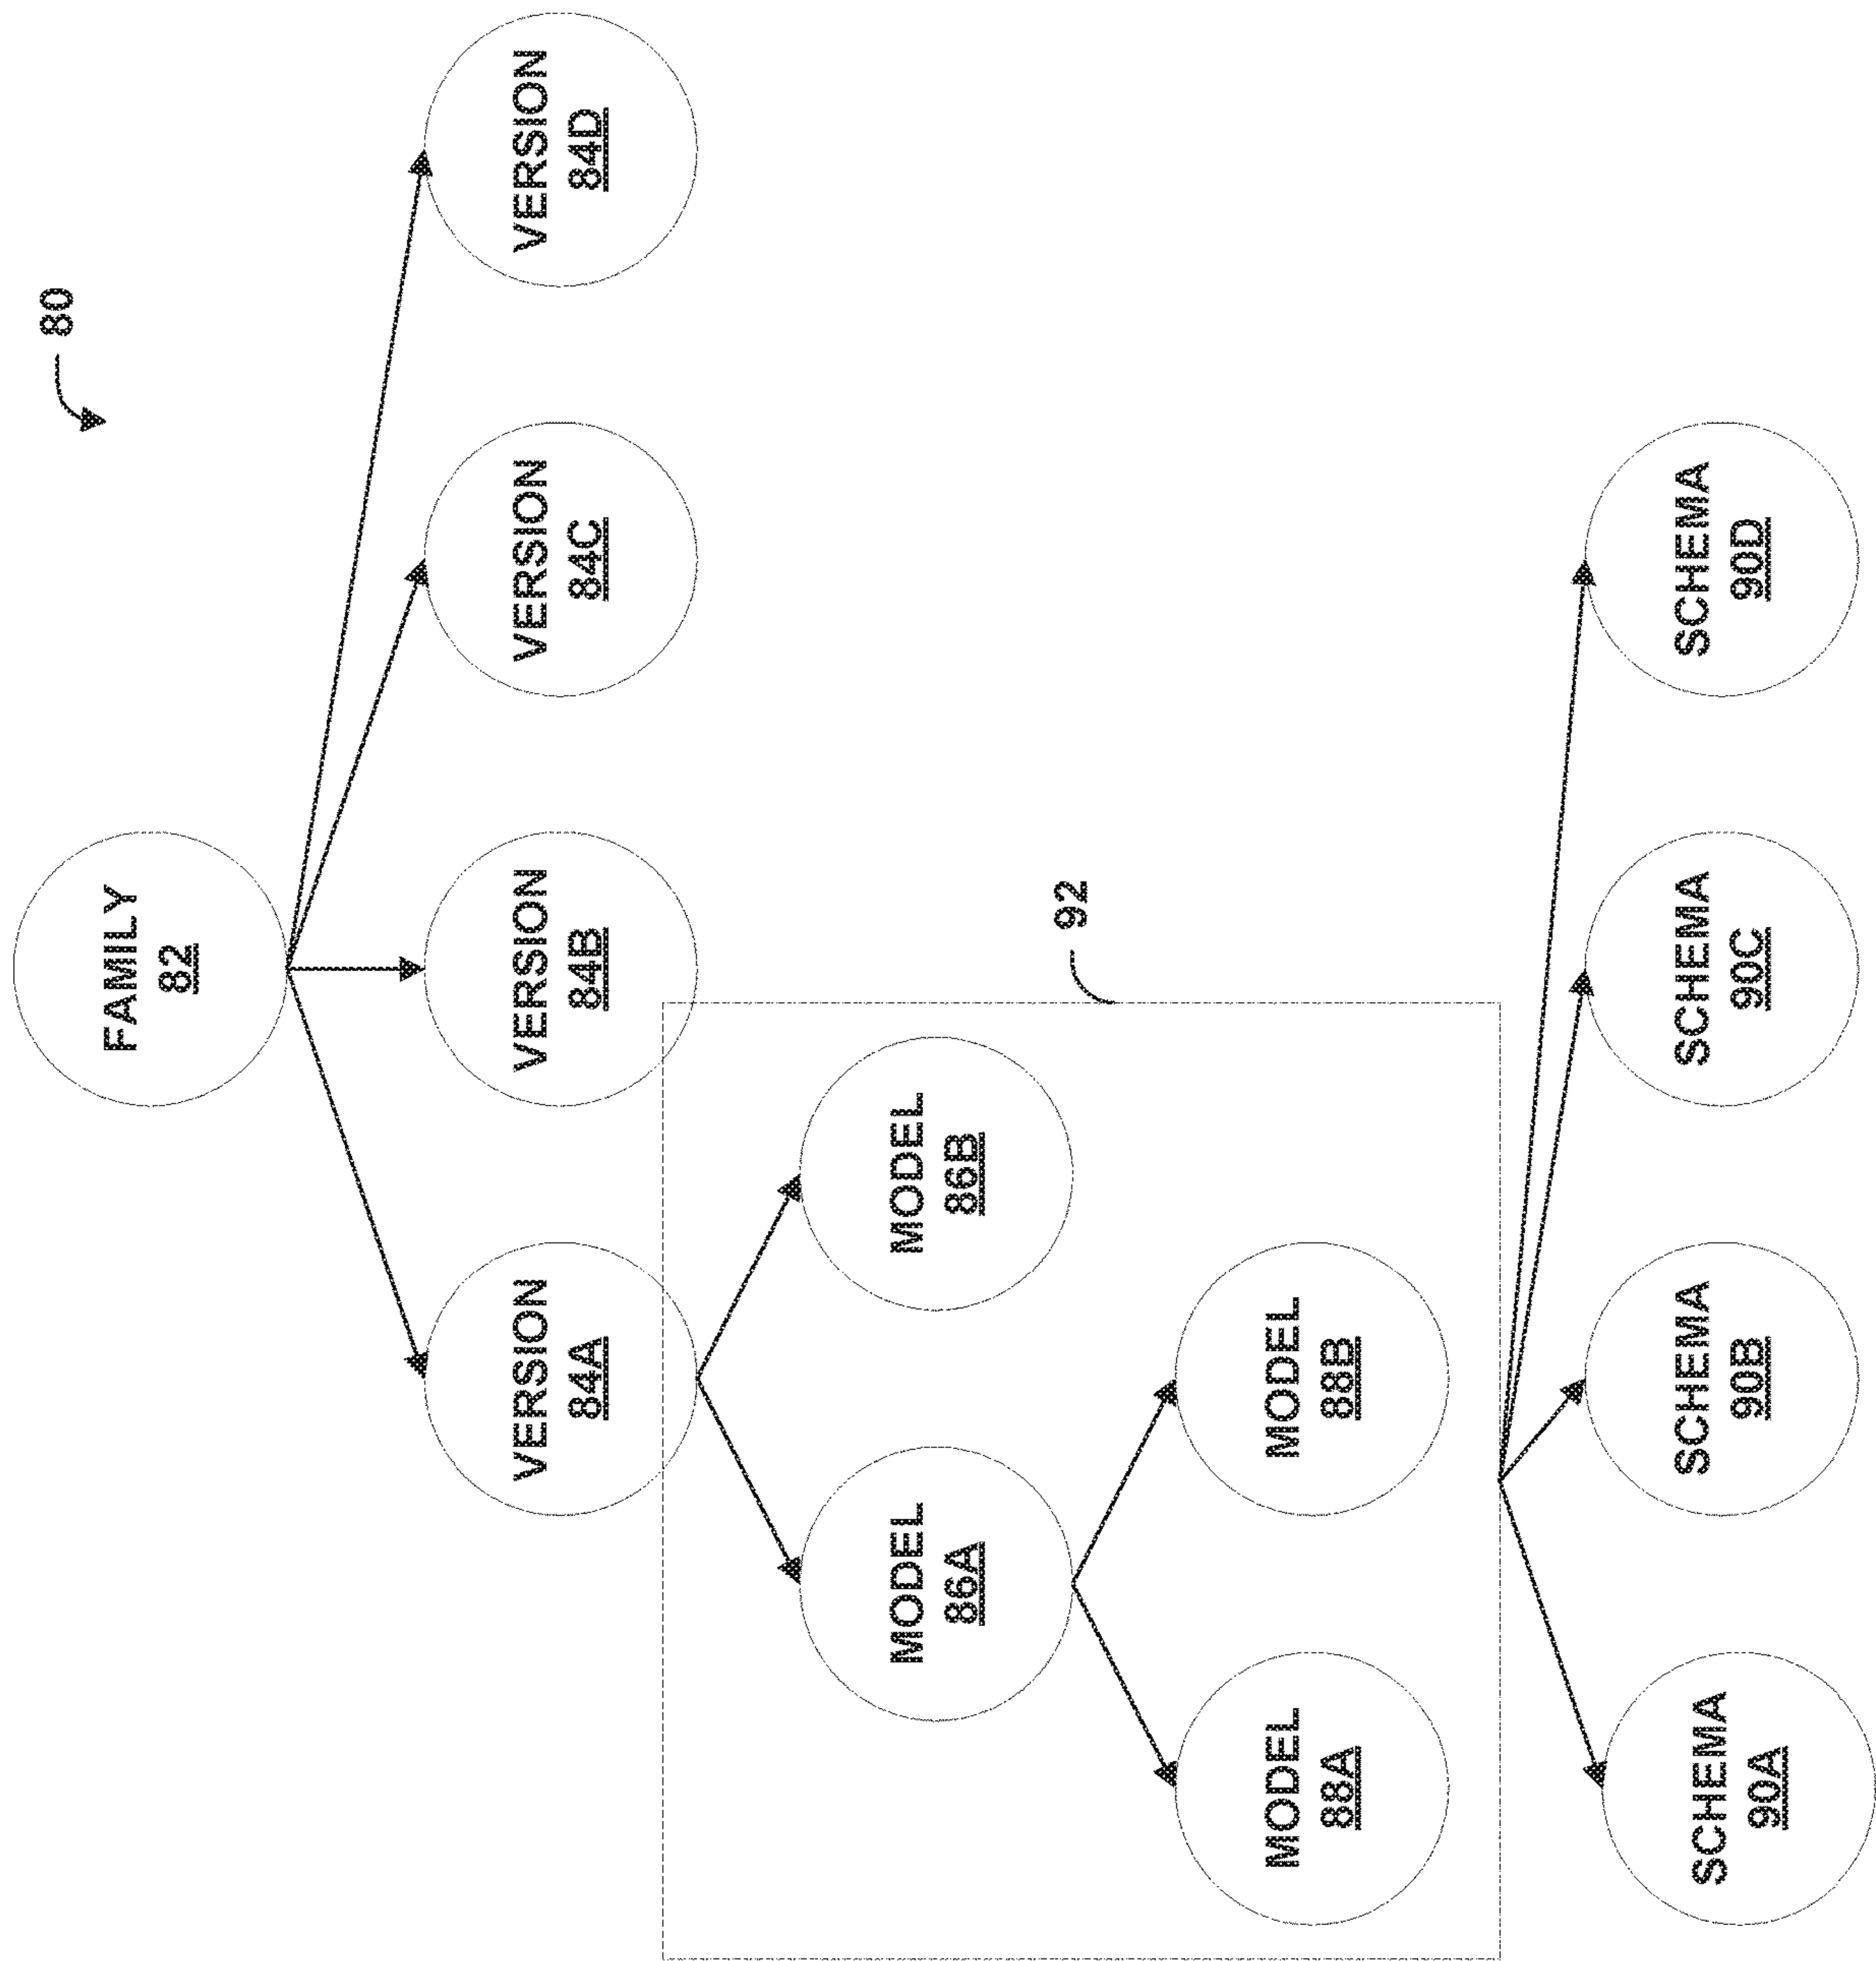 80
FAMILY
82
VERSION
84A
VERSION
84B
VERSION
84C
VERSION
84D
92
MODEL
86A
MODEL
86B
MODEL
88A
MODEL
88B
SCHEMA
90A
SCHEMA
90B
SCHEMA
90C
SCHEMA
90D